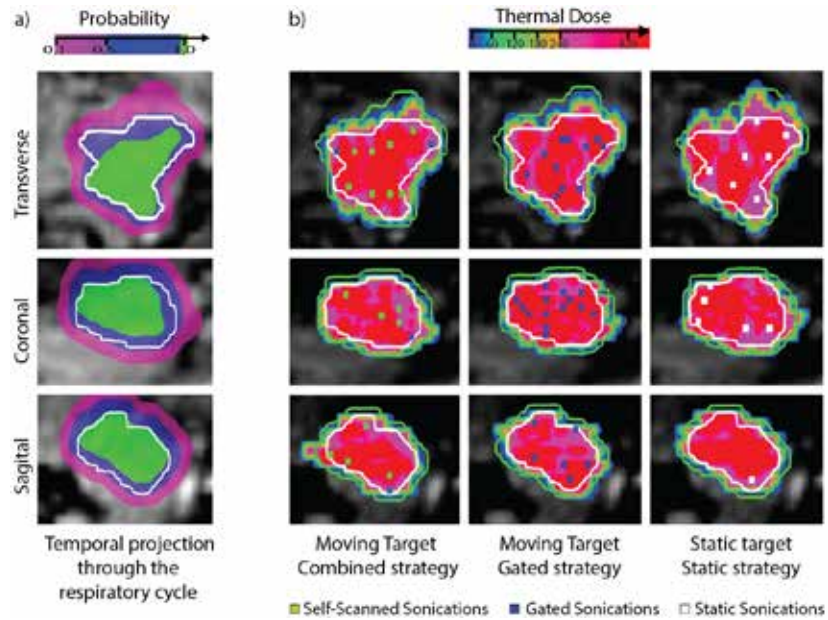 a)
Probability
b)
Thermal Dose
Transverse
Coronal
Sagital
Temporal projection
through the
respiratory cycle
Moving Target
Combined strategy
Moving Target
Gated strategy
Static target
Static strategy
Self-Scanned Sonications
Gated Sonications
Static Sonications